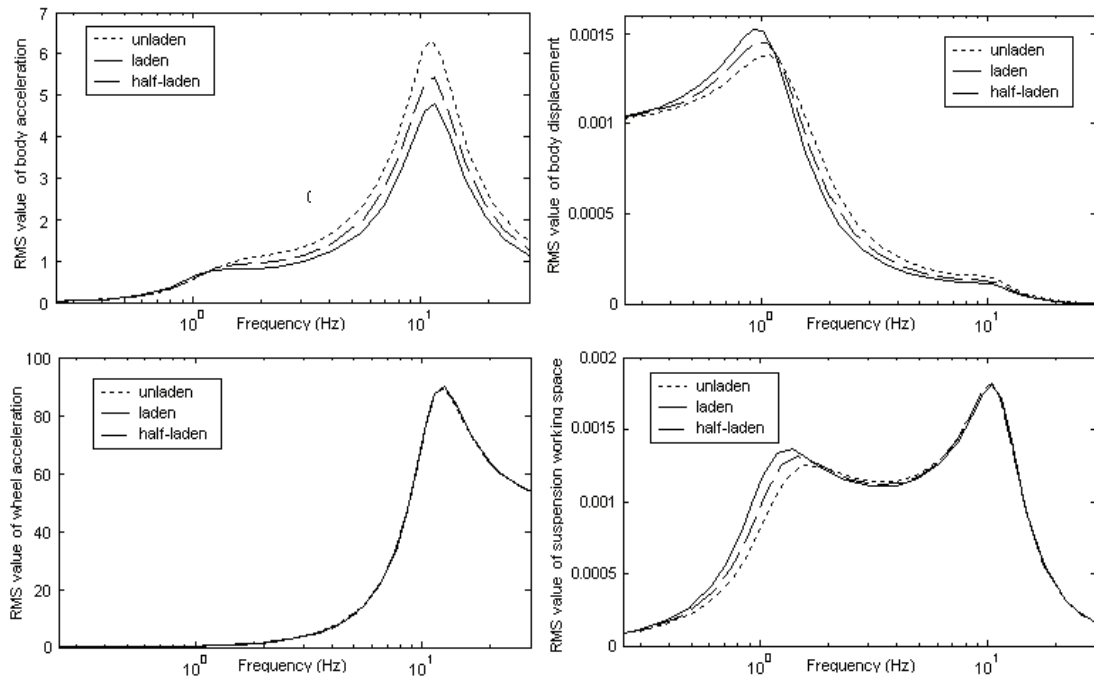 RMS value of body acceleration
7
6
5
4
3
2
1
0
unladen
laden
half-laden
10^0
Frequency (Hz)
10^1
RMS value of body displacement
0.0015
0.001
0.0005
0
unladen
laden
half-laden
10^0
Frequency (Hz)
10^1
RMS value of wheel acceleration
100
80
60
40
20
0
unladen
laden
half-laden
10^0
Frequency (Hz)
10^1
RMS value of suspension working space
0.002
0.0015
0.001
0.0005
0
unladen
laden
half-laden
10^0
Frequency (Hz)
10^1